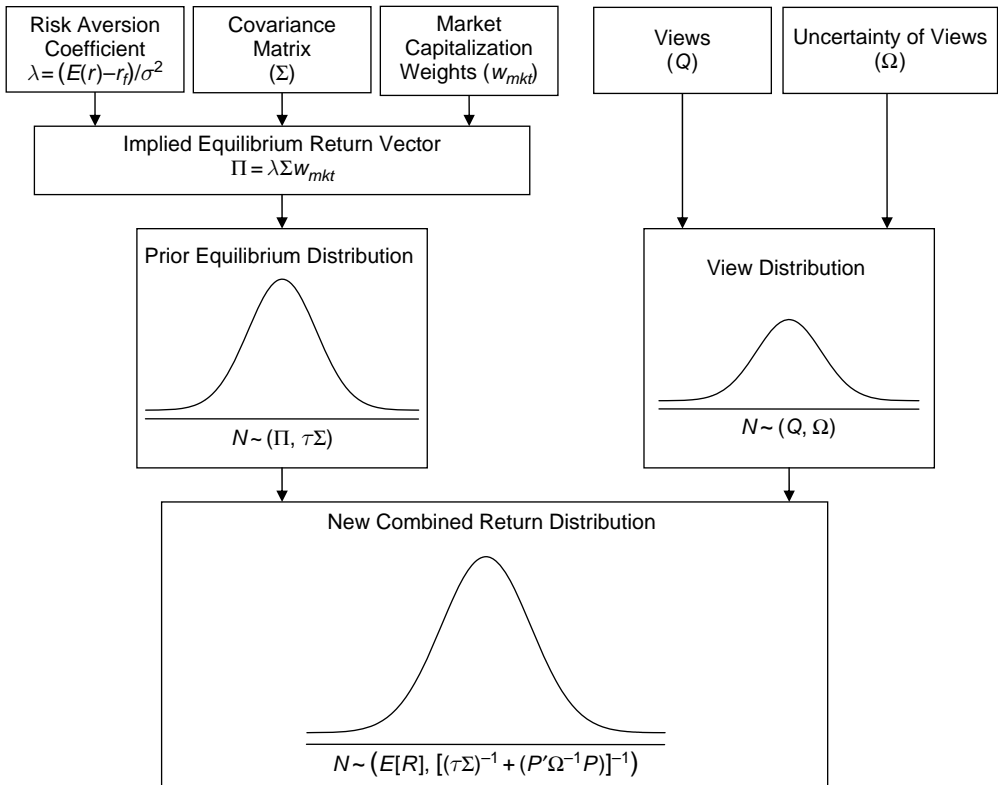 Risk Aversion
Coefficient
λ = (E(r) – r_f)/σ²
Covariance
Matrix
(Σ)
Market
Capitalization
Weights (w_mkt)
Views
(Q)
Uncertainty of Views
(Ω)
Implied Equilibrium Return Vector
Π = λΣw_mkt
Prior Equilibrium Distribution
N ~ (Π, τΣ)
View Distribution
N ~ (Q, Ω)
New Combined Return Distribution
N ~ (E[R], [(τΣ)⁻¹ + (P′Ω⁻¹P)]⁻¹)